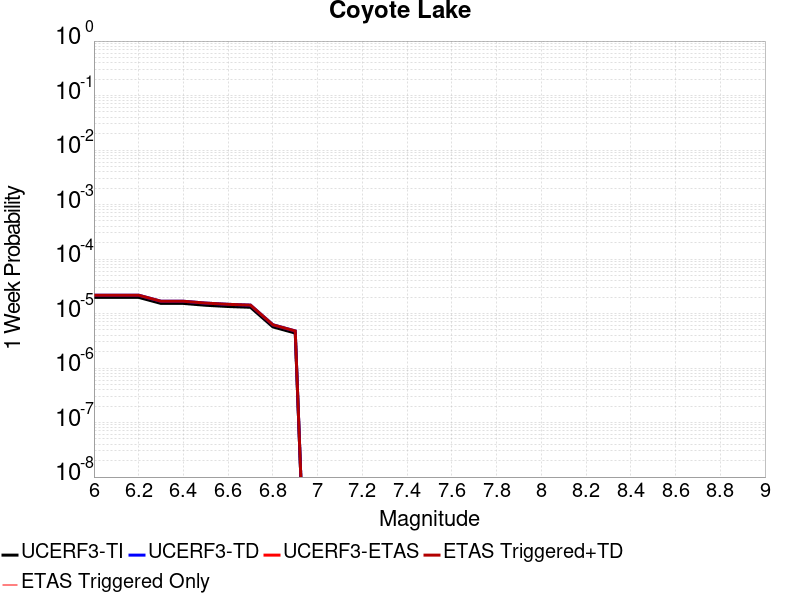 Coyote Lake
10^0
10^-1
10^-2
10^-3
10^-4
10^-5
10^-6
10^-7
10^-8
1 Week Probability
6 6.2 6.4 6.6 6.8 7 7.2 7.4 7.6 7.8 8 8.2 8.4 8.6 8.8 9
Magnitude
UCERF3-TI UCERF3-TD UCERF3-ETAS ETAS Triggered+TD
ETAS Triggered Only